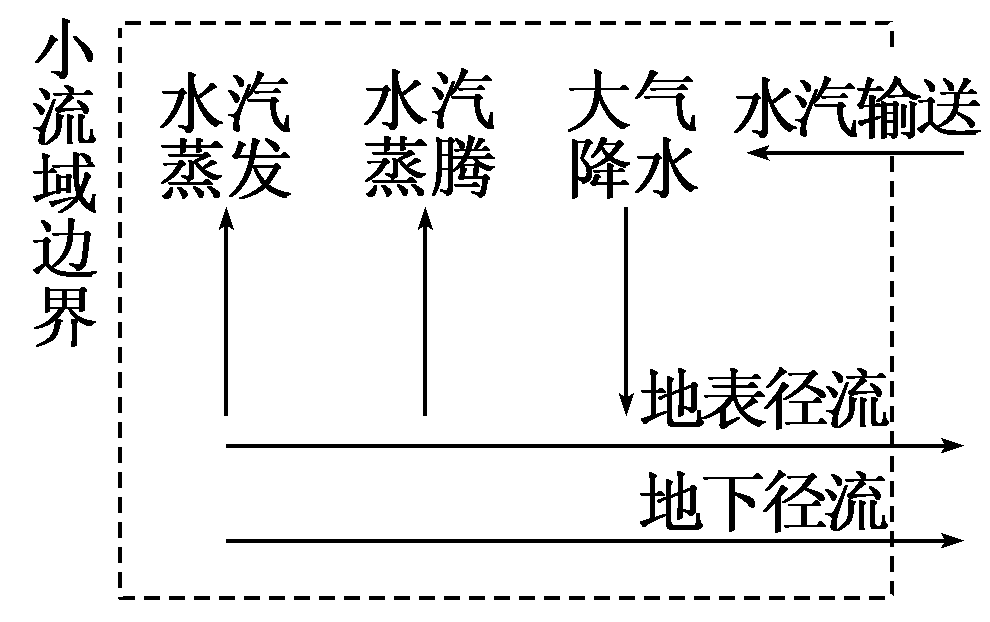 小流域边界
水汽
蒸发
水汽
蒸腾
大气
降水
水汽输送
地表径流
地下径流